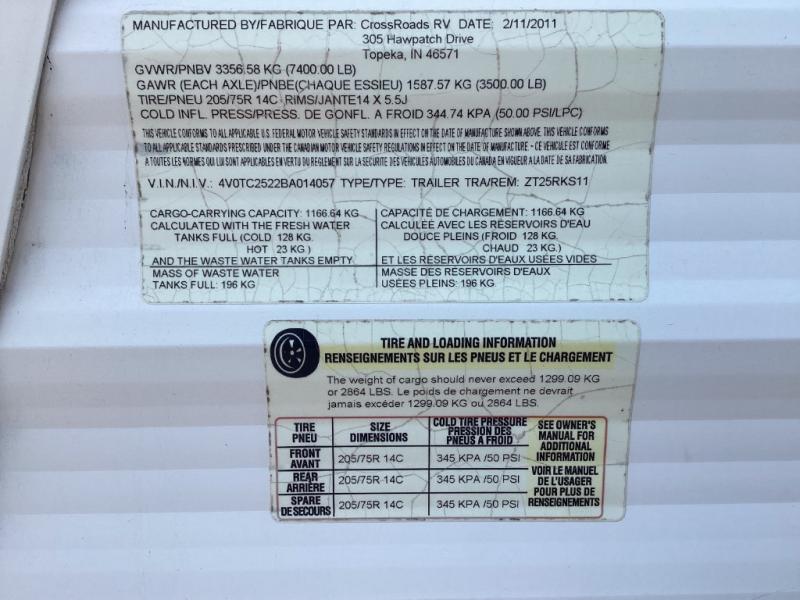 MANUFACTURED BY/FABRIQUE PAR: CrossRoads RV DATE: 2/11/2011
305 Hawpatch Drive
Topeka, IN 46571
GVWR/PNBV 3356.58 KG (7400.00 LB)
GAWR (EACH AXLE)/PNBE(CHAQUE ESSIEU) 1587.57 KG (3500.00 LB)
TIRE/PNEU 205/75R 14C RIMS/JANTE14 X 5.5J
COLD INFL. PRESS/PRESS. DE GONFL. A FROID 344.74 KPA (50.00 PSI/LPC)
THIS VEHICLE CONFORMS TO ALL APPLICABLE U.S. FEDERAL MOTOR VEHICLE SAFETY STANDARDS IN EFFECT ON THE DATE OF MANUFACTURE SHOWN ABOVE. THIS VEHICLE CONFORMS
TO ALL APPLICABLE STANDARDS PRESCRIBED UNDER THE CANADIAN MOTOR VEHICLE SAFETY REGULATIONS IN EFFECT ON THE DATE OF MANUFACTURE. - CE VÉHICULE EST CONFORME
A TOUTES LES NORMES QUI LUI SONT APPLICABLES EN VERTU DU REGLEMENT SUR LA SECURITE DES VÉHICULES AUTOMOBILES DU CANADA EN VIGUEUR A LA DATE DE SA FABRICATION.
V.I.N./N.I.V.: 4V0TC2522BA014057 TYPE/TYPE: TRAILER TRA/REM: ZT25RKS11
CARGO-CARRYING CAPACITY: 1166.64 KG
CALCULATED WITH THE FRESH WATER
TANKS FULL (COLD 128 KG.
HOT 23 KG.)
AND THE WASTE WATER TANKS EMPTY
MASS OF WASTE WATER
TANKS FULL: 196 KG
CAPACITÉ DE CHARGEMENT: 1166.64 KG
CALCULÉE AVEC LES RÉSERVOIRS D'EAU
DOUCE PLEINS (FROID 128 KG.
CHAUD 23 KG.)
ET LES RÉSERVOIRS D'EAUX USÉES VIDES
MASSE DES RÉSERVOIRS D'EAUX
USÉES PLEINS: 196 KG
TIRE AND LOADING INFORMATION
RENSEIGNEMENTS SUR LES PNEUS ET LE CHARGEMENT
The weight of cargo should never exceed 1299.09 KG
or 2864 LBS. Le poids de chargement ne devrait
jamais excéder 1299.09 KG ou 2864 LBS.
TIRE
PNEU
SIZE
DIMENSIONS
COLD TIRE PRESSURE
PRESSION DES
PNEUS A FROID
FRONT
AVANT
205/75R 14C
345 KPA /50 PSI
REAR
ARRIÈRE
205/75R 14C
345 KPA /50 PSI
SPARE
DE SECOURS
205/75R 14C
345 KPA /50 PSI
SEE OWNER'S
MANUAL FOR
ADDITIONAL
INFORMATION
VOIR LE MANUEL
DE L'USAGER
POUR PLUS DE
RENSEIGNEMENTS